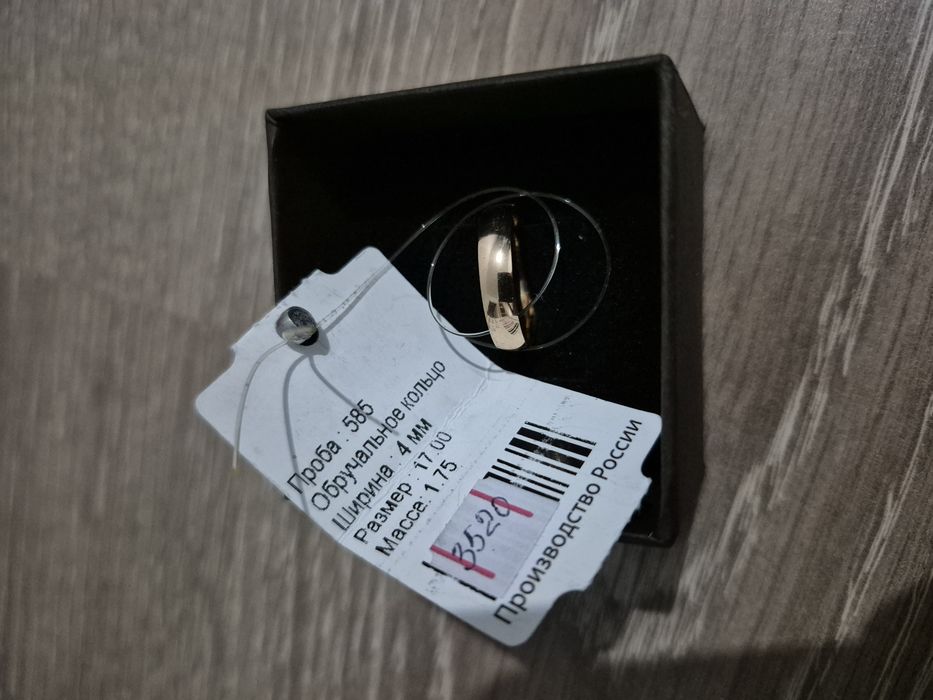 Проба : 585
Обручальное кольцо
Ширина : 4 мм
Размер : 17.00
Масса: 1.75
3520
Производство России